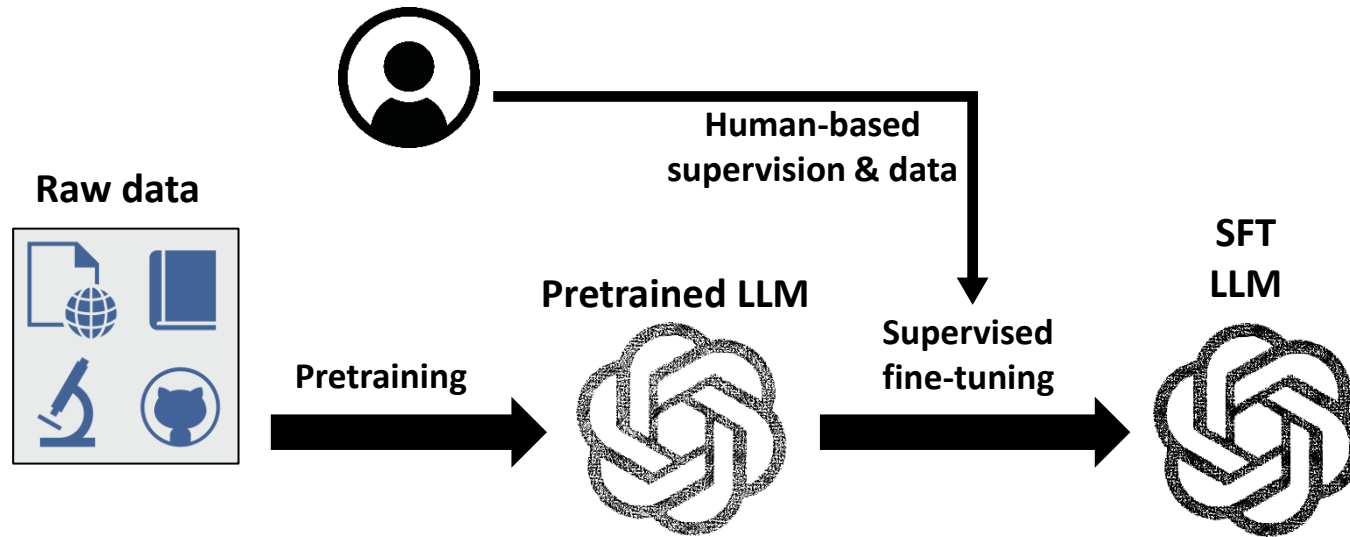 Human-based
supervision & data
Raw data
SFT
LLM
Pretrained LLM
Supervised
fine-tuning
Pretraining